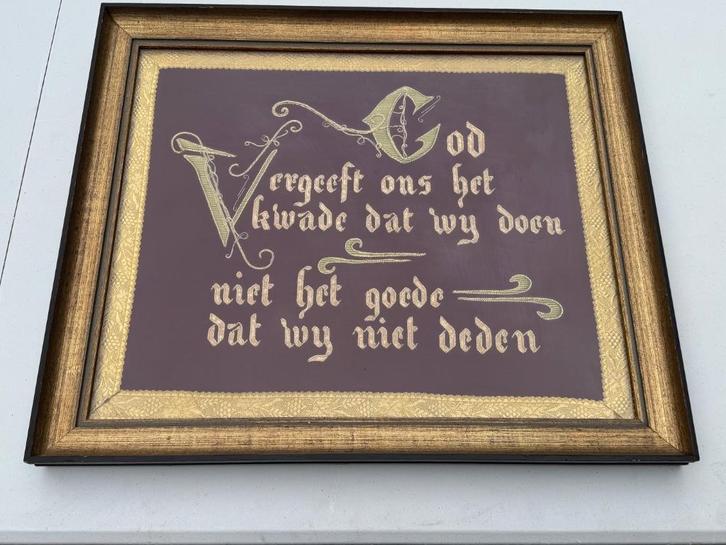 God
Vergeeft ons het
kwade dat wy doen
niet het goede
dat wy niet deden